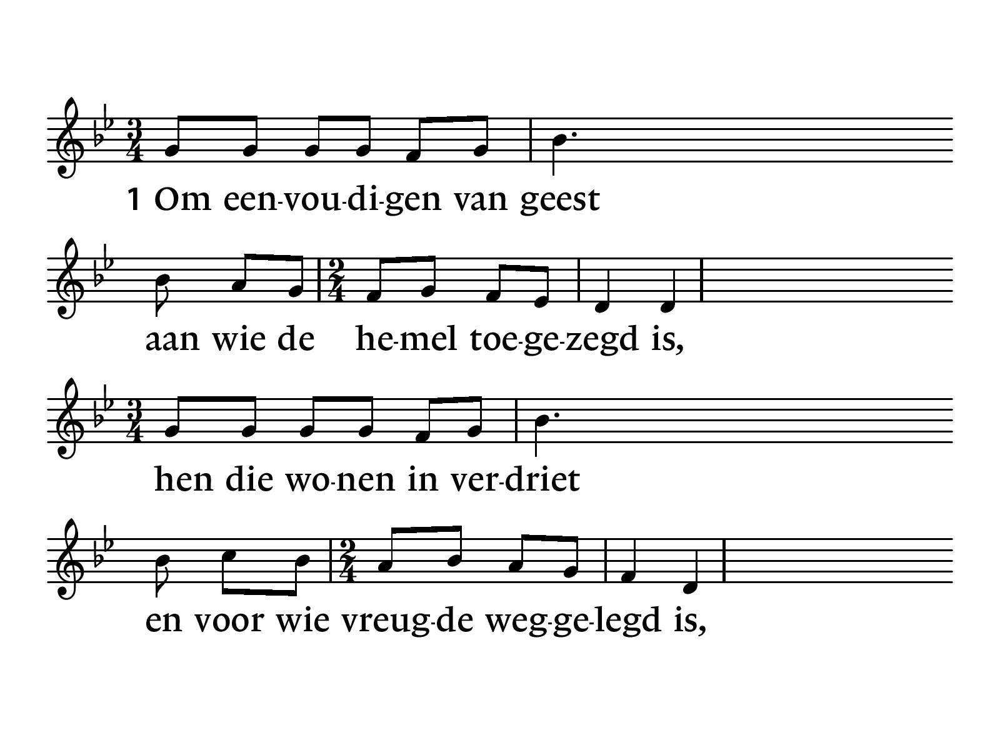 1 Om een-vou-di-gen van geest
aan wie de he-mel toe-ge-zegd is,
hen die wo-nen in ver-driet
en voor wie vreug-de weg-ge-legd is,